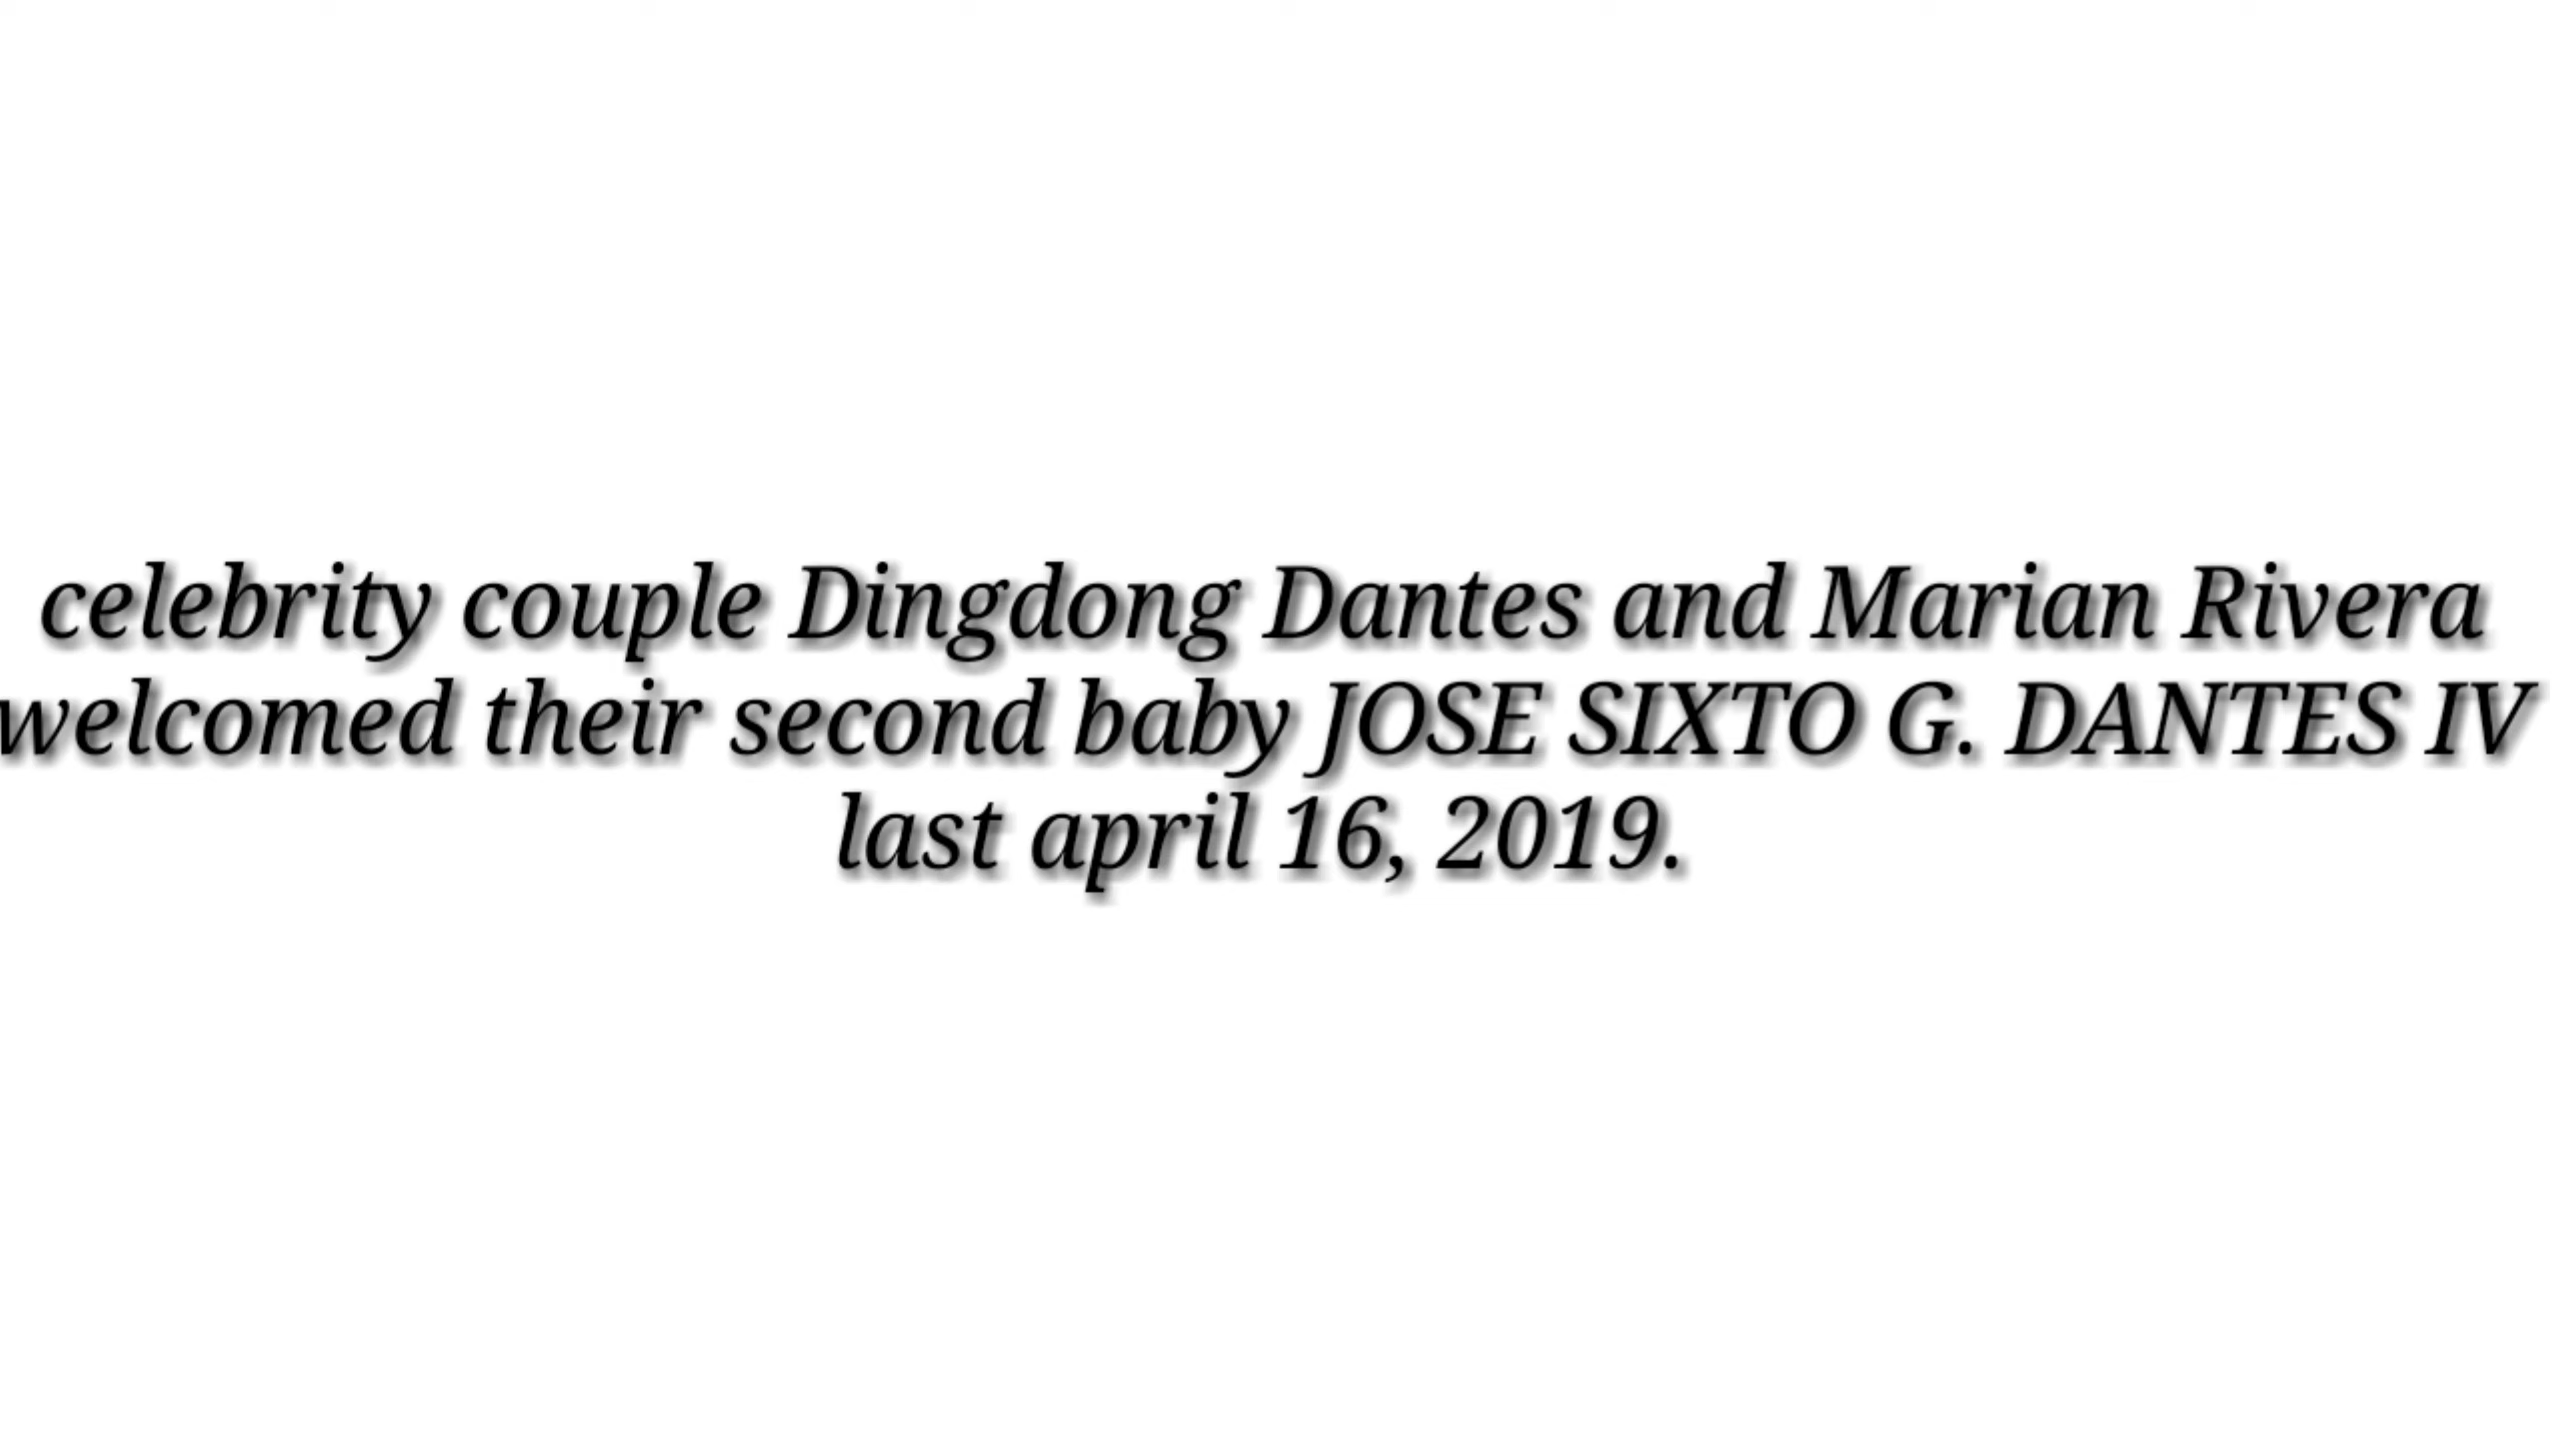 celebrity couple Dingdong Dantes and Marian Rivera
welcomed their second baby JOSE SIXTO G. DANTES IV
last april 16, 2019.